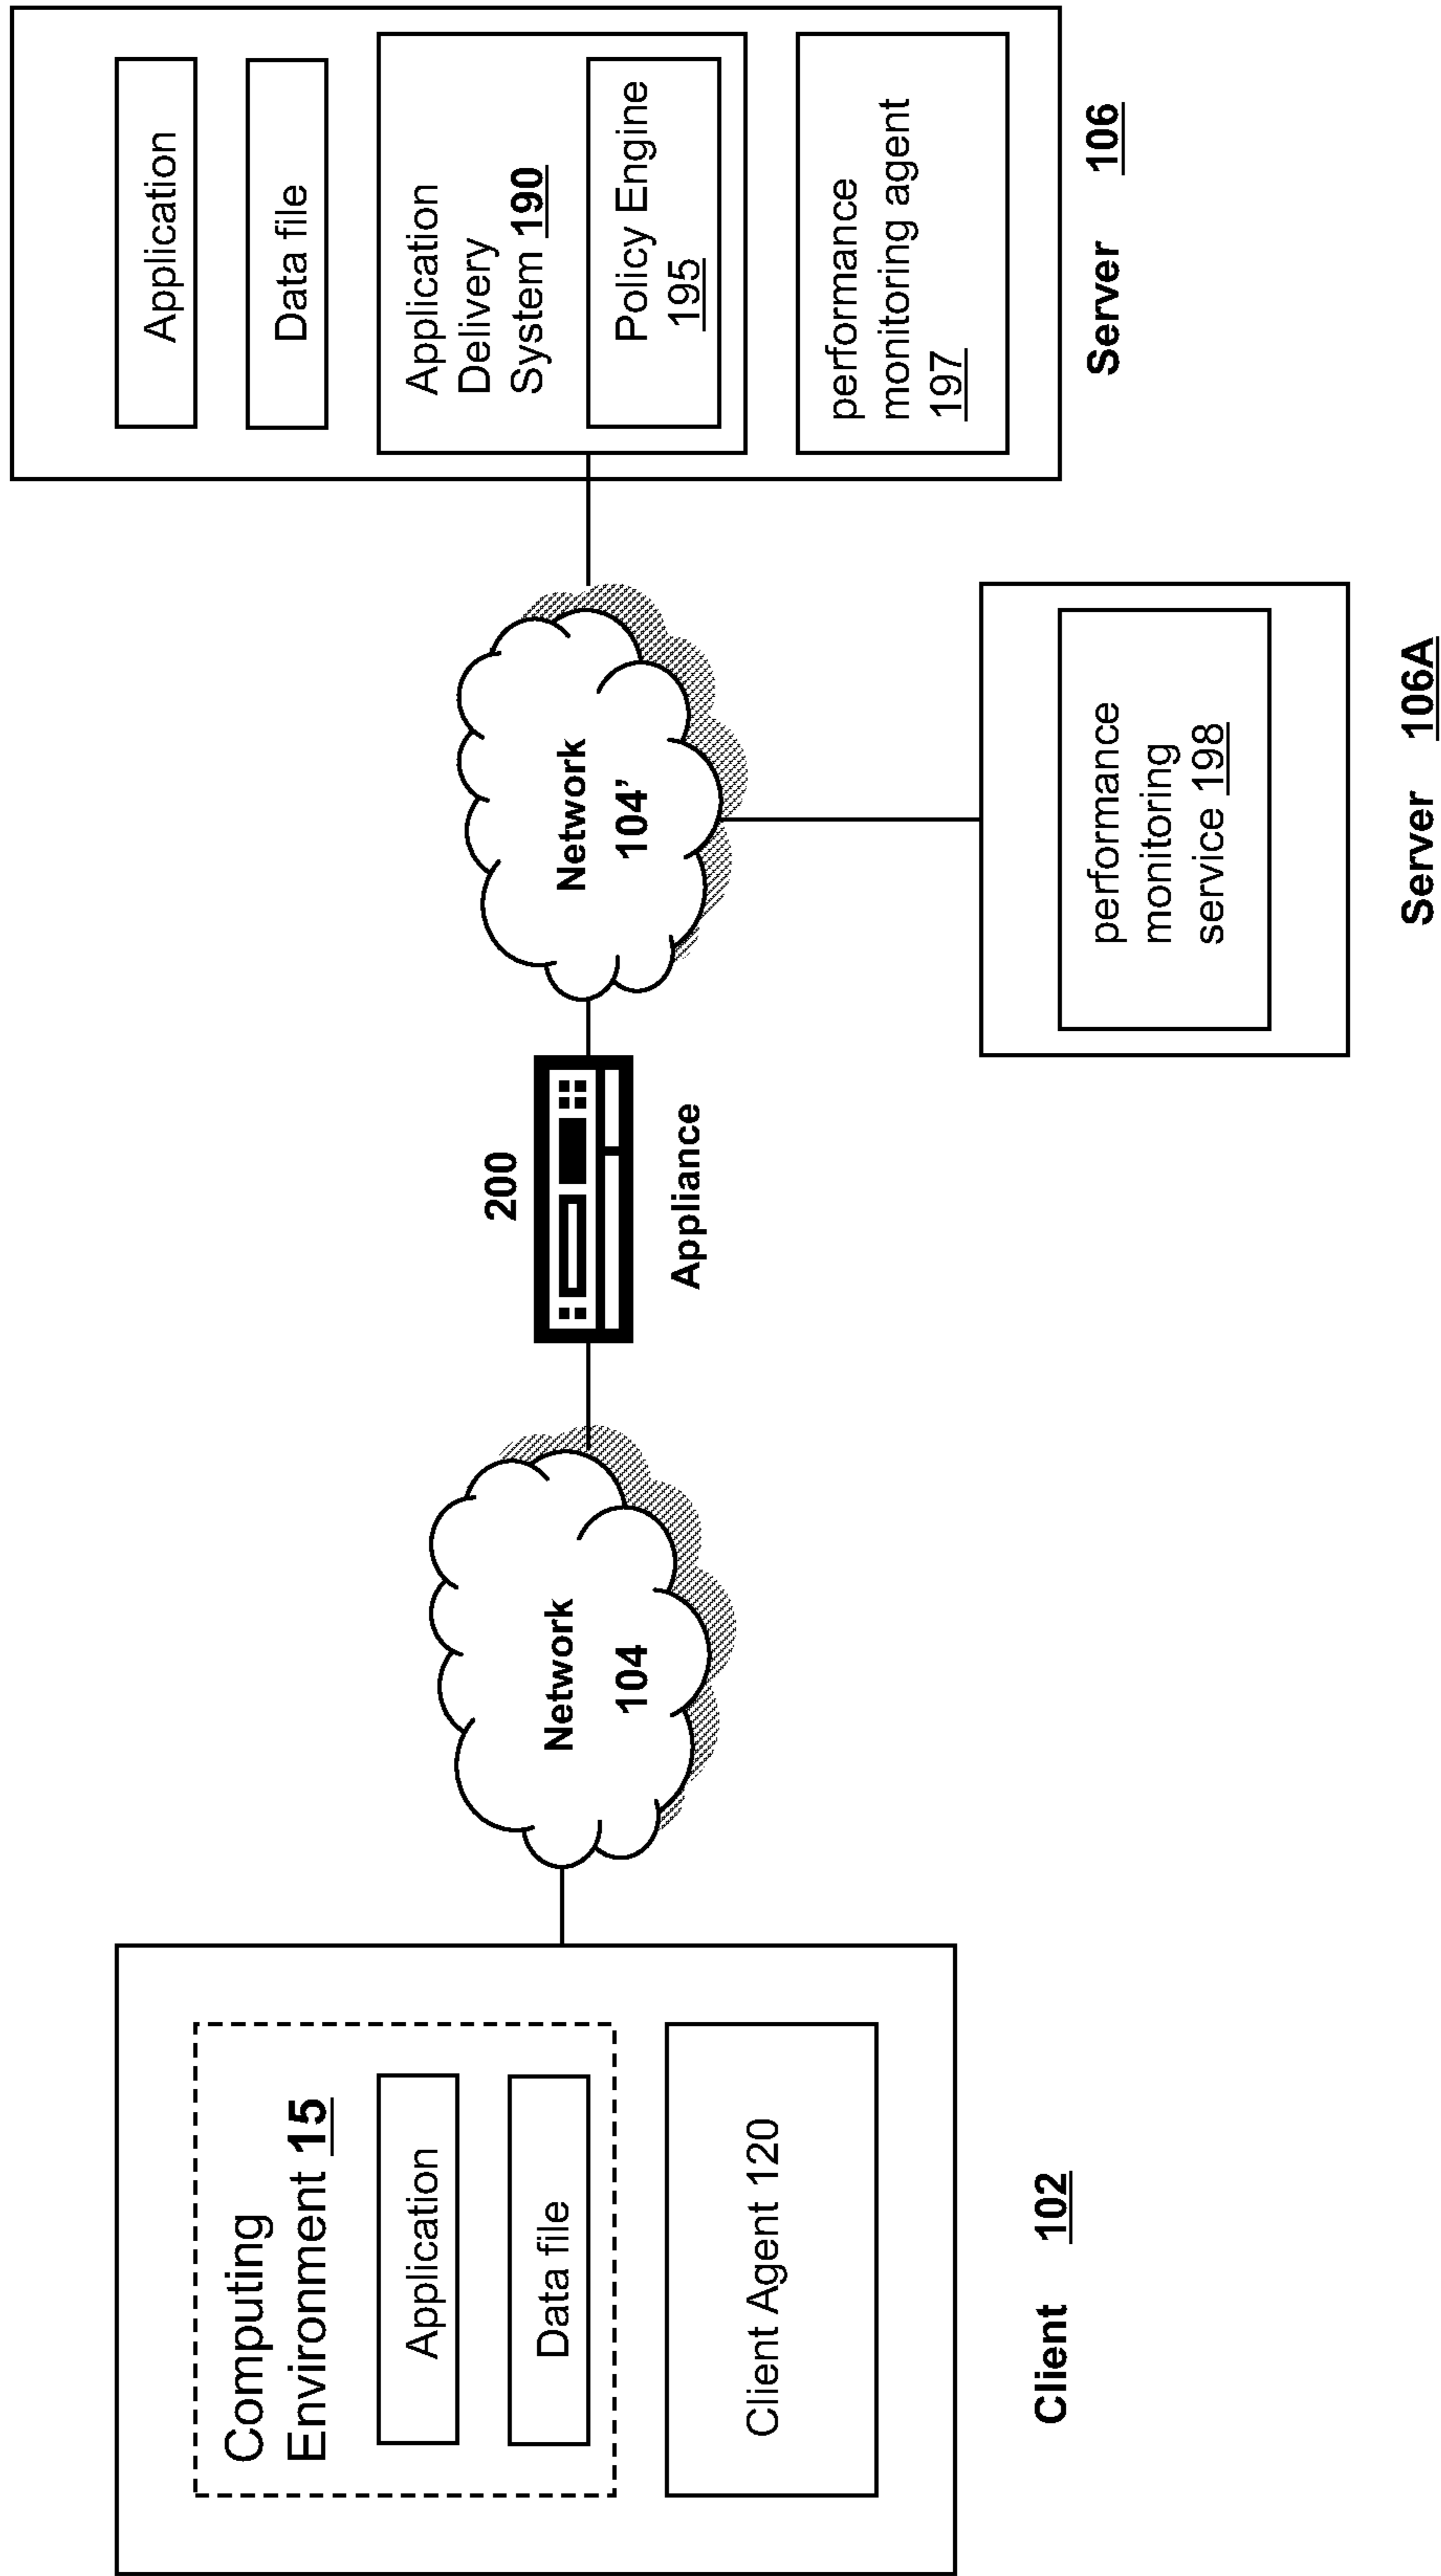 Computing
Environment 15
Application
Data file
Client Agent 120
Client 102
Network
104
200
Appliance
Network
104’
performance
monitoring
service 198
Server 106A
Application
Data file
Application
Delivery
System 190
Policy Engine
195
performance
monitoring agent
197
Server 106